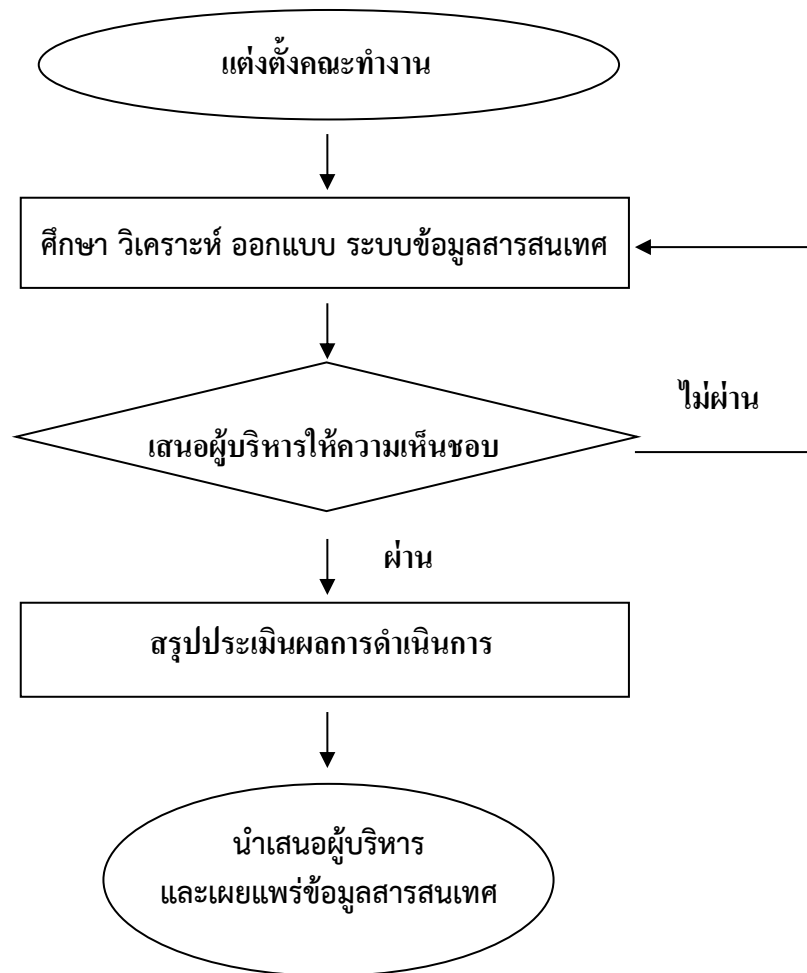 แต่งตั้งคณะทำงาน
ศึกษา วิเคราะห์ ออกแบบ ระบบข้อมูลสารสนเทศ
ไม่ผ่าน
เสนอผู้บริหารให้ความเห็นชอบ
ผ่าน
สรุปประเมินผลการดำเนินการ
นำเสนอผู้บริหาร
และเผยแพร่ข้อมูลสารสนเทศ